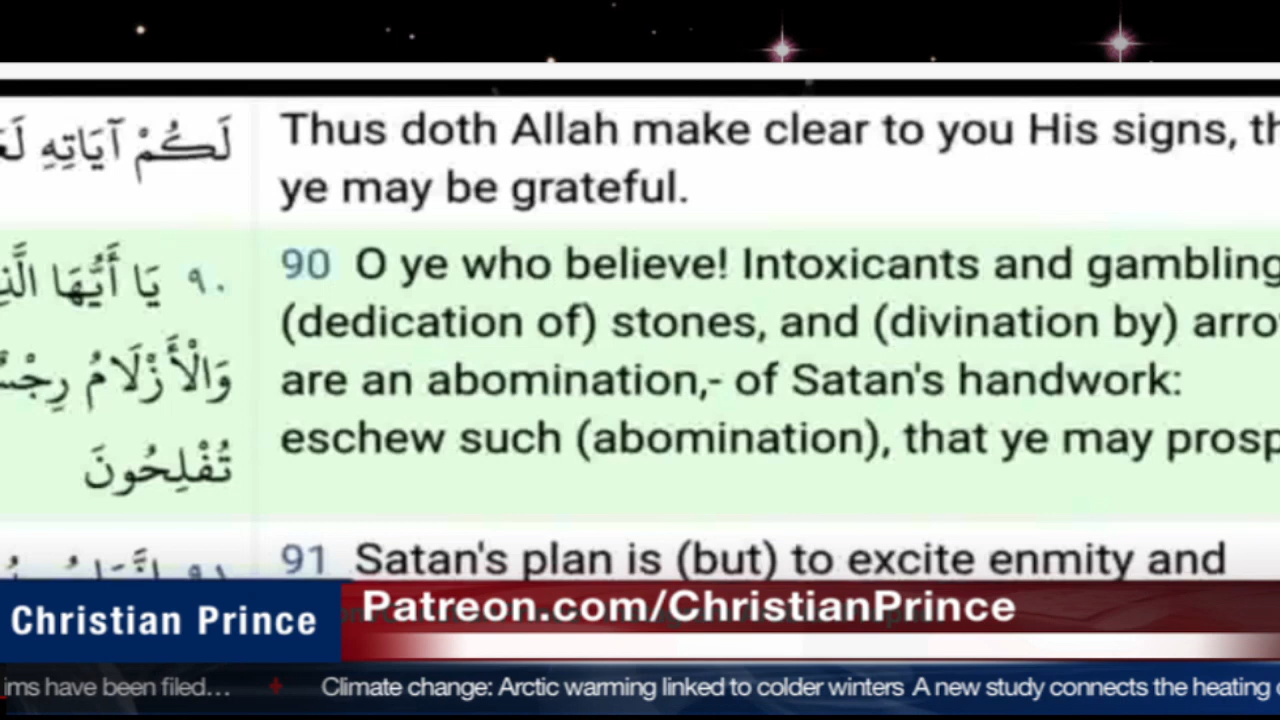 لَكُمْ آيَاتِهِ
Thus doth Allah make clear to you His signs,
ye may be grateful.
٩٠ يَا أَيُّهَا
90 O ye who believe! Intoxicants and gambling
(dedication of) stones, and (divination by)
وَالْأَزْلَامُ
are an abomination,- of Satan's handwork:
eschew such (abomination), that ye may
تُفْلِحُونَ
91 Satan's plan is (but) to excite enmity and
Christian Prince
Patreon.com/ChristianPrince
have been filed...
Climate change: Arctic warming linked to colder winters A new study connects the heating